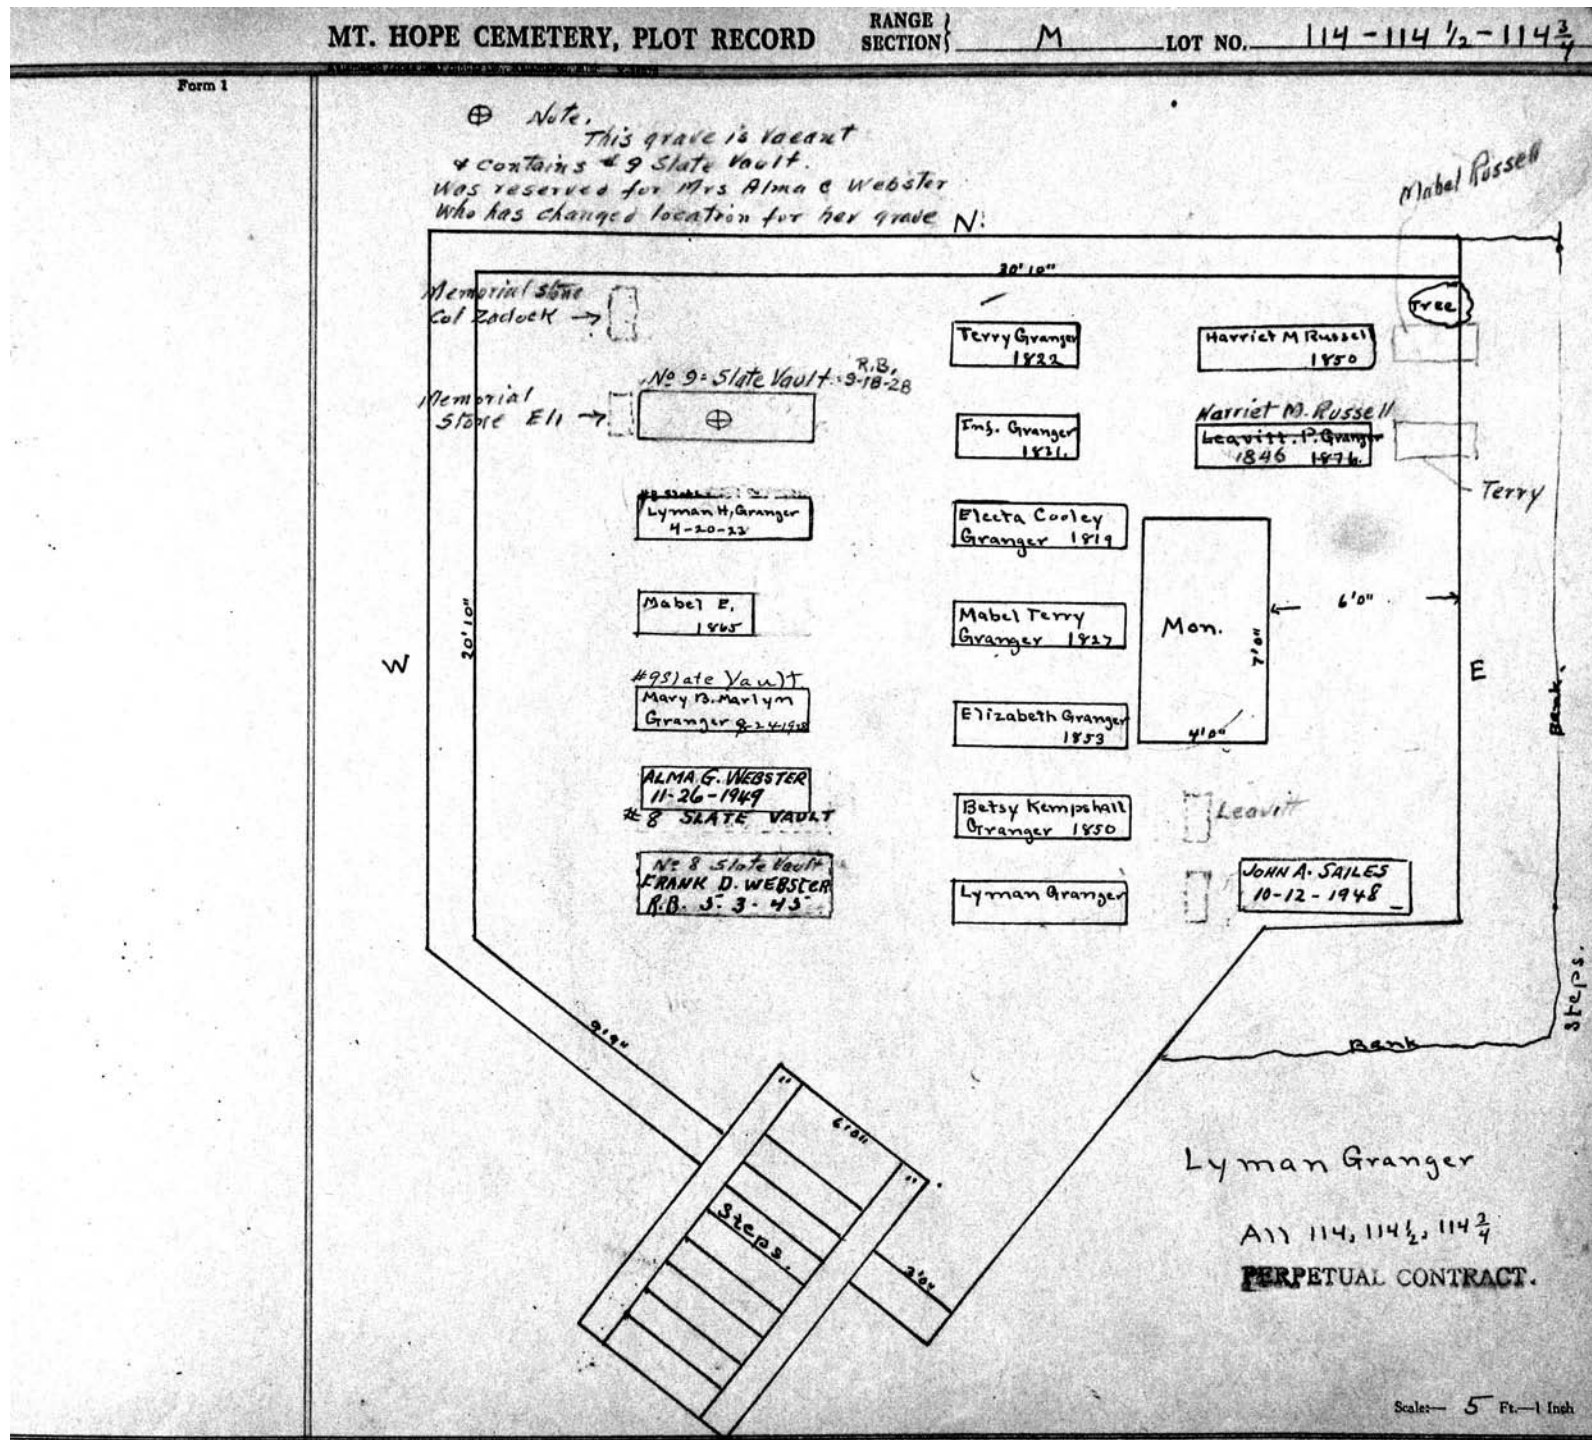 MT. HOPE CEMETERY, PLOT RECORD
RANGE
SECTION
M
LOT NO. 114 - 114 1/2 - 114 3/4
Form 1
⊕ Note.
This grave is Vacant
& contains #9 Slate Vault.
Was reserved for Mrs Alma C Webster
Who has changed location for her grave
N.
Mabel Russell
20' 10"
Memorial Stone
Col Zadock →
Tree
Terry Granger
1822
Harriet M Russell
1850
No 9 = Slate Vault = R.B.
9-18-28
Memorial
Stone Eli →
⊕
Inf. Granger
1831.
Harriet M. Russell
Leavitt. P. Granger
1846 1876.
Terry
Lyman H, Granger
4-20-23
Electa Cooley
Granger 1819
Mabel E.
1865
Mabel Terry
Granger 1827
Mon.
7'0"
4'0"
← 6'0" →
W
20' 10"
E
Bank.
#9 Slate Vault
Mary B. Marlyn
Granger
Elizabeth Granger
1853
ALMA G. WEBSTER
11-26-1949
#8 SLATE VAULT
Betsy Kempshall
Granger 1850
Leavitt
No 8 Slate Vault
FRANK D. WEBSTER
R.B. 5-3-45
Lyman Granger
JOHN A. SAILES
10-12-1948
Steps.
9'9"
Bank
6'0"
Steps.
Lyman Granger
All 114, 114 1/2, 114 3/4
PERPETUAL CONTRACT.
Scale:— 5 Ft.—1 Inch